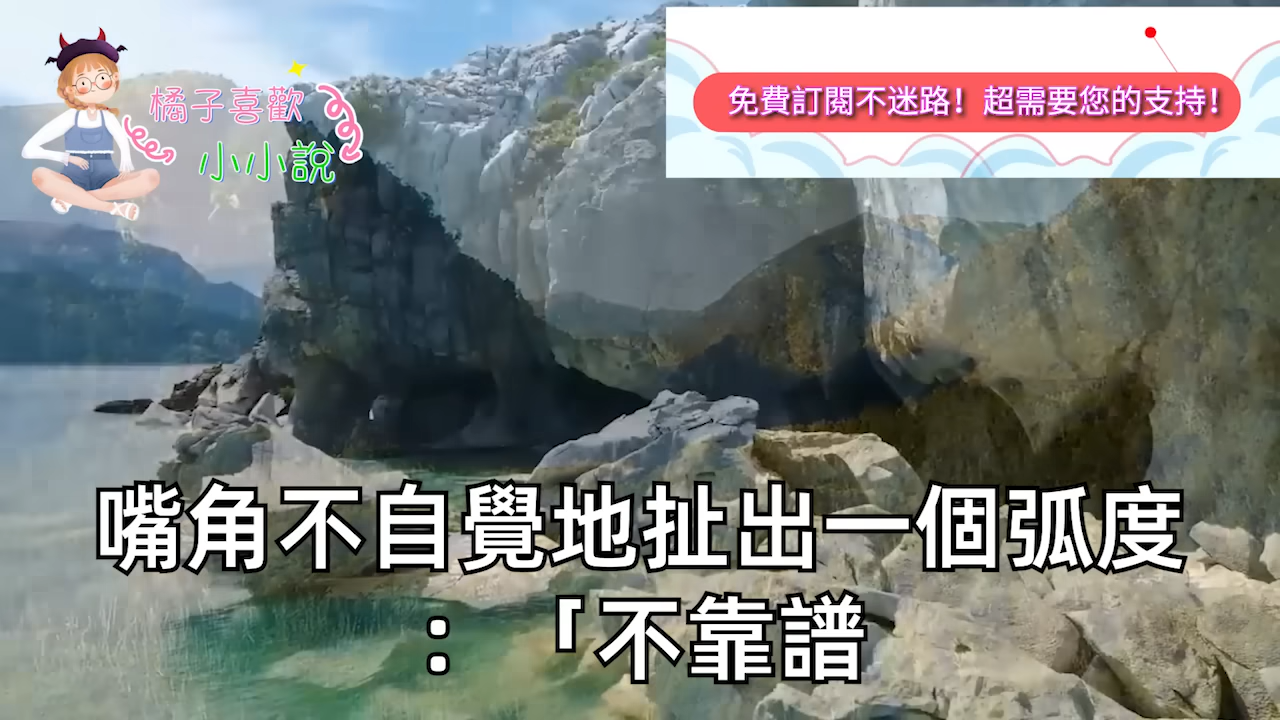 橘子喜歡
小小說
免費訂閱不迷路！超需要您的支持！
嘴角不自覺地扯出一個弧度
：「不靠譜